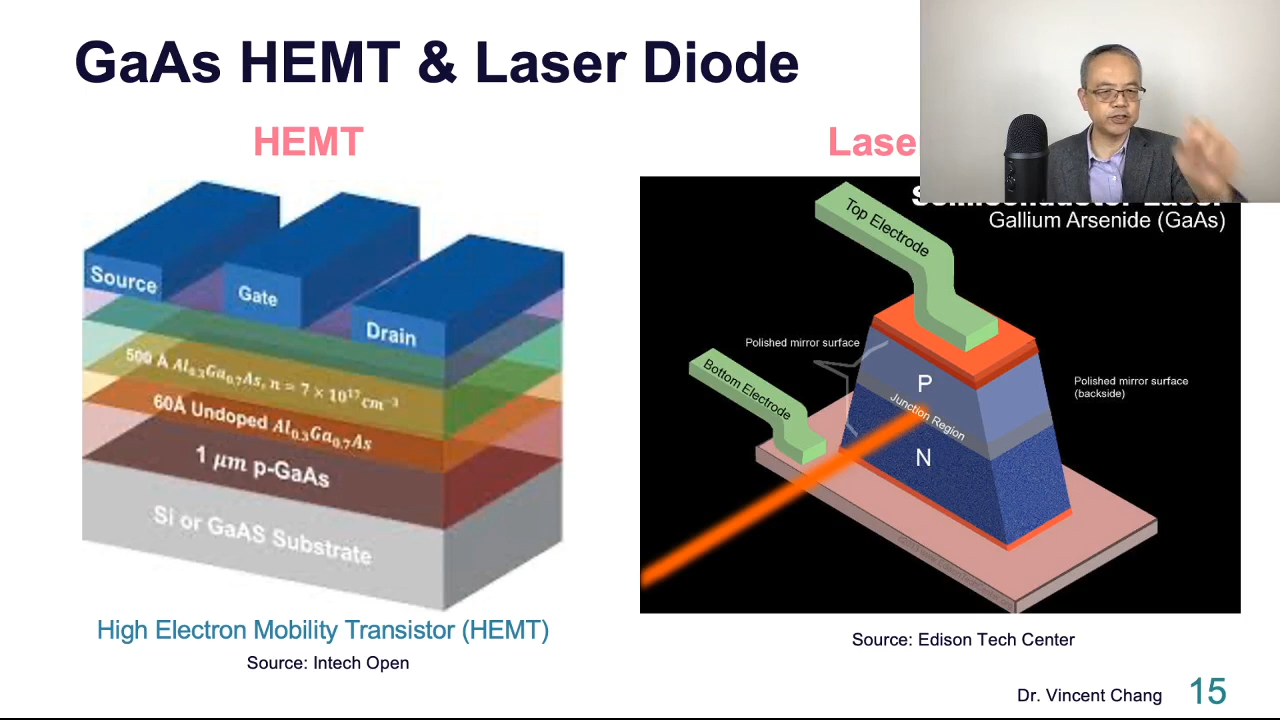 GaAs HEMT & Laser Diode
HEMT
Lase
Source
Gate
Drain
500 Å Al₀.₃Ga₀.₇As, n = 7 × 10¹⁷cm⁻³
60Å Undoped Al₀.₃Ga₀.₇As
1 μm p-GaAs
Si or GaAS Substrate
High Electron Mobility Transistor (HEMT)
Source: Intech Open
Semiconductor Laser
Gallium Arsenide (GaAs)
Top Electrode
Polished mirror surface
Bottom Electrode
P
Junction Region
N
Polished mirror surface
(backside)
Source: Edison Tech Center
Dr. Vincent Chang
15